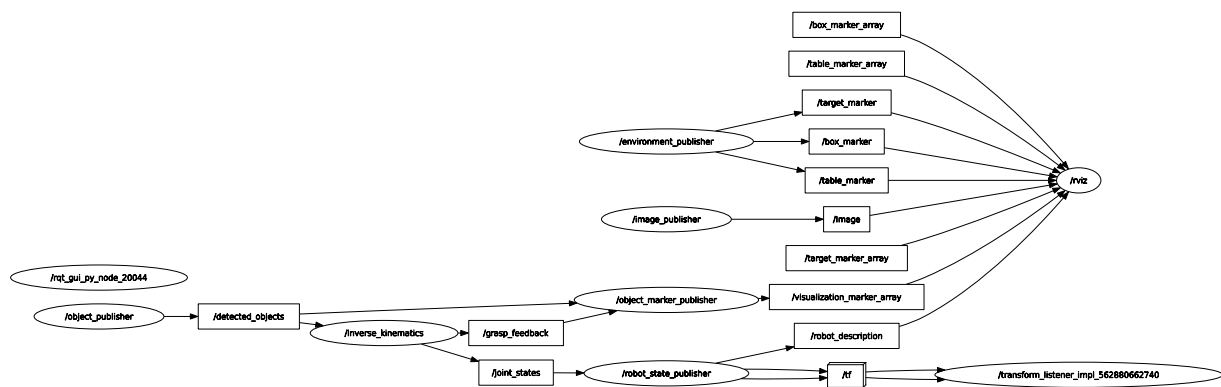 /box_marker_array
/table_marker_array
/target_marker
/environment_publisher
/box_marker
/table_marker
/rviz
/image_publisher
/image
/target_marker_array
/rqt_gui_py_node_20044
/object_marker_publisher
/visualization_marker_array
/object_publisher
/detected_objects
/inverse_kinematics
/grasp_feedback
/robot_description
/joint_states
/robot_state_publisher
/tf
/transform_listener_impl_562880662740